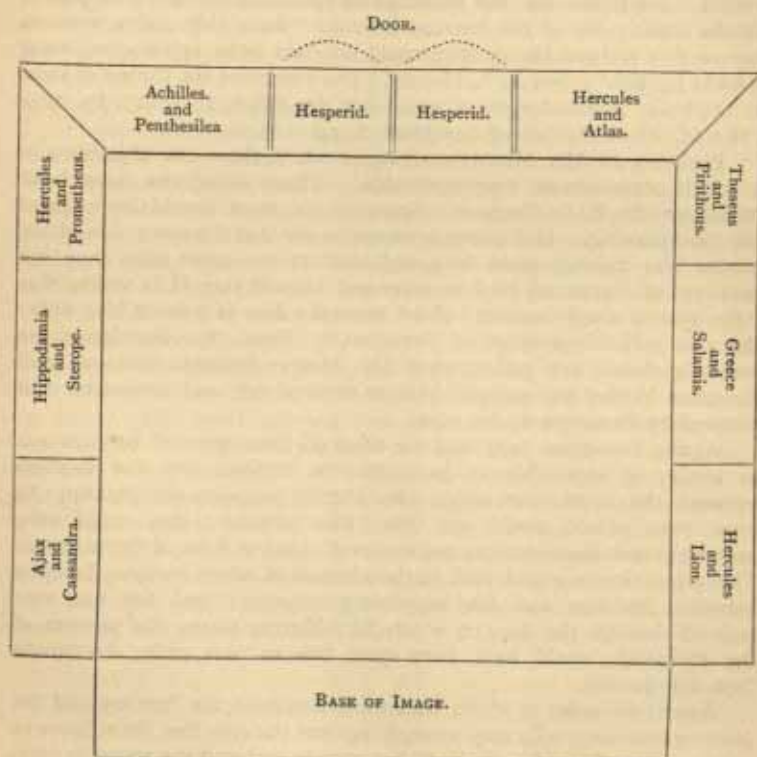 DOOR.
Achilles.
and
Penthesilea
Hesperid.
Hesperid.
Hercules
and
Atlas.
Hercules
and
Prometheus.
Theseus
and
Pirithous.
Hippodamia
and
Sterope.
Greece
and
Salamis.
Ajax
and
Cassandra.
Hercules
and
Lion.
BASE OF IMAGE.